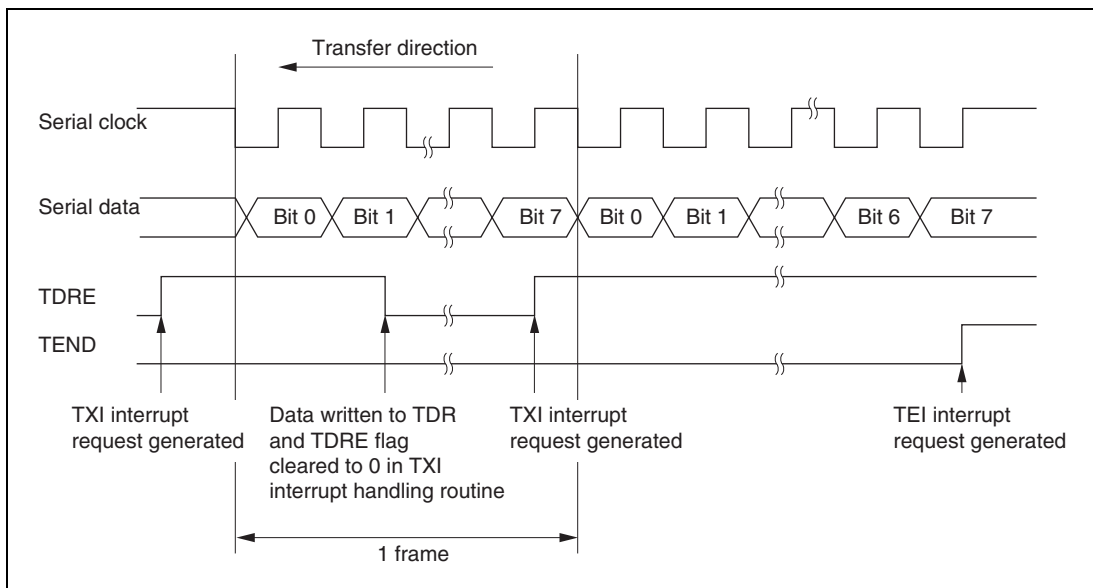 Transfer direction
Serial clock
Serial data
Bit 0
Bit 1
Bit 7
Bit 0
Bit 1
Bit 6
Bit 7
TDRE
TEND
TXI interrupt
request generated
Data written to TDR
and TDRE flag
cleared to 0 in TXI
interrupt handling routine
TXI interrupt
request generated
TEI interrupt
request generated
1 frame